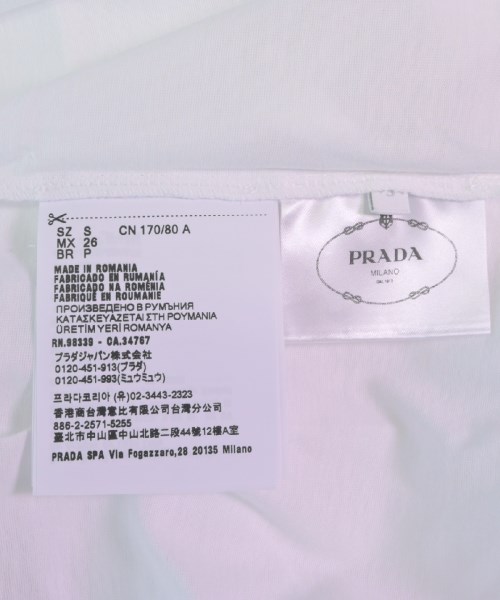 SZ S CN 170/80 A
MX 26
BR P
MADE IN ROMANIA
FABRICADO EN RUMANÍA
FABRICADO NA ROMÉNIA
FABRIQUÉ EN ROUMANIE
ПРОИЗВЕДЕНО В РУМЫНИЯ
ΚΑΤΑΣΚΕΥΑΖΕΤΑΙ ΣΤΗ ΡΟΥΜΑΝΙΑ
ÜRETİM YERİ ROMANYA
RN.98339 - CA.34767
プラダジャパン株式会社
0120-451-913(プラダ)
0120-451-993(ミュウミュウ)
프라다코리아 (유)02-3443-2323
香港商台灣意比有限公司台灣分公司
886-2-2571-5255
臺北市中山區中山北路二段44號12樓A室
PRADA SPA Via Fogazzaro,28 20135 Milano
PRADA
MILANO